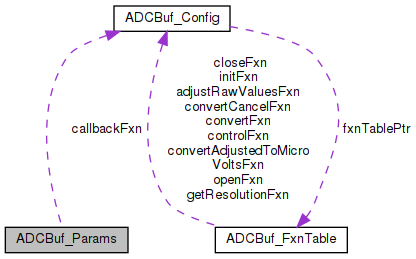 ADCBuf_Config
closeFxn
initFxn
adjustRawValuesFxn
convertCancelFxn
callbackFxn
convertFxn
fxnTablePtr
controlFxn
convertAdjustedToMicro
VoltsFxn
openFxn
getResolutionFxn
ADCBuf_Params
ADCBuf_FxnTable